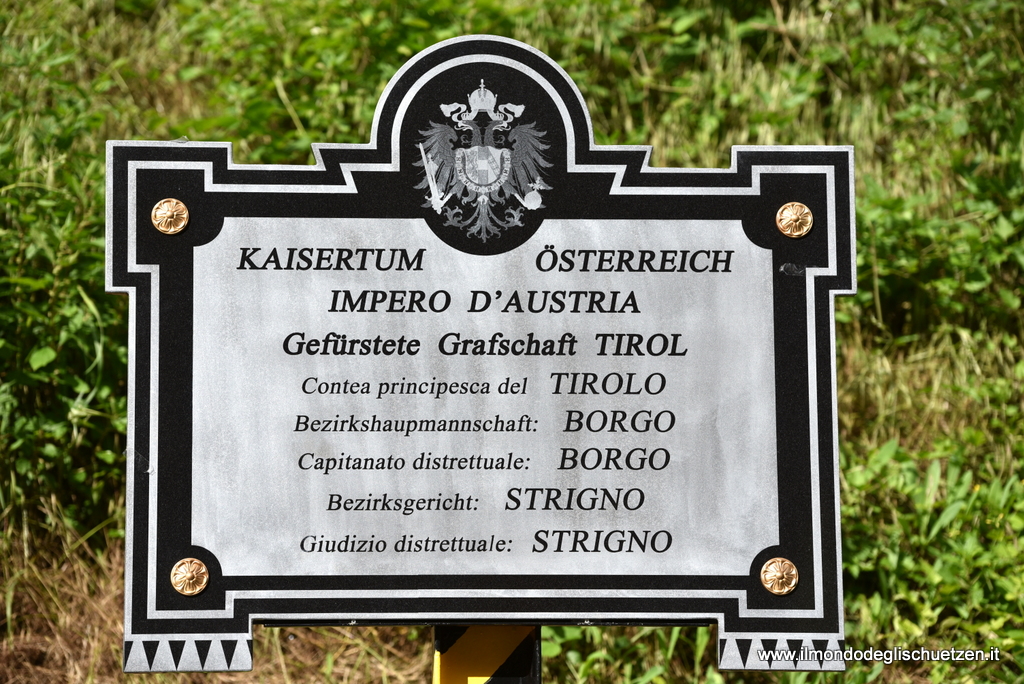 KAISERTUM ÖSTERREICH
IMPERO D'AUSTRIA
Gefürstete Grafschaft TIROL
Contea principesca del TIROLO
Bezirkshaupmannschaft: BORGO
Capitanato distrettuale: BORGO
Bezirksgericht: STRIGNO
Giudizio distrettuale: STRIGNO
www.ilmondodeglischuetzen.it